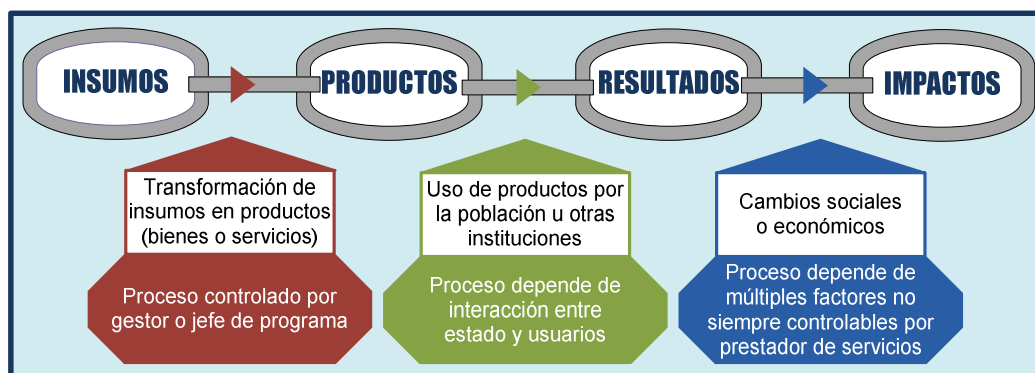 INSUMOS
PRODUCTOS
RESULTADOS
IMPACTOS
Transformación de
insumos en productos
(bienes o servicios)
Proceso controlado por
gestor o jefe de programa
Uso de productos por
la población u otras
instituciones
Proceso depende de
interacción entre
estado y usuarios
Cambios sociales
o económicos
Proceso depende de
múltiples factores no
siempre controlables por
prestador de servicios